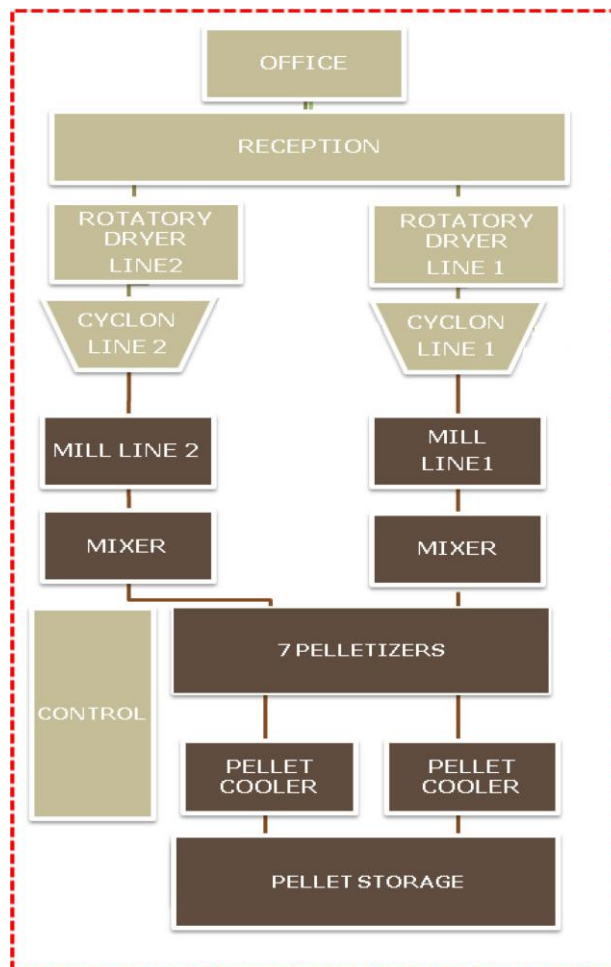 OFFICE
RECEPTION
ROTATORY
DRYER
LINE2
ROTATORY
DRYER
LINE 1
CYCLON
LINE 2
CYCLON
LINE 1
MILL LINE 2
MILL
LINE1
MIXER
MIXER
7 PELLETIZERS
CONTROL
PELLET
COOLER
PELLET
COOLER
PELLET STORAGE